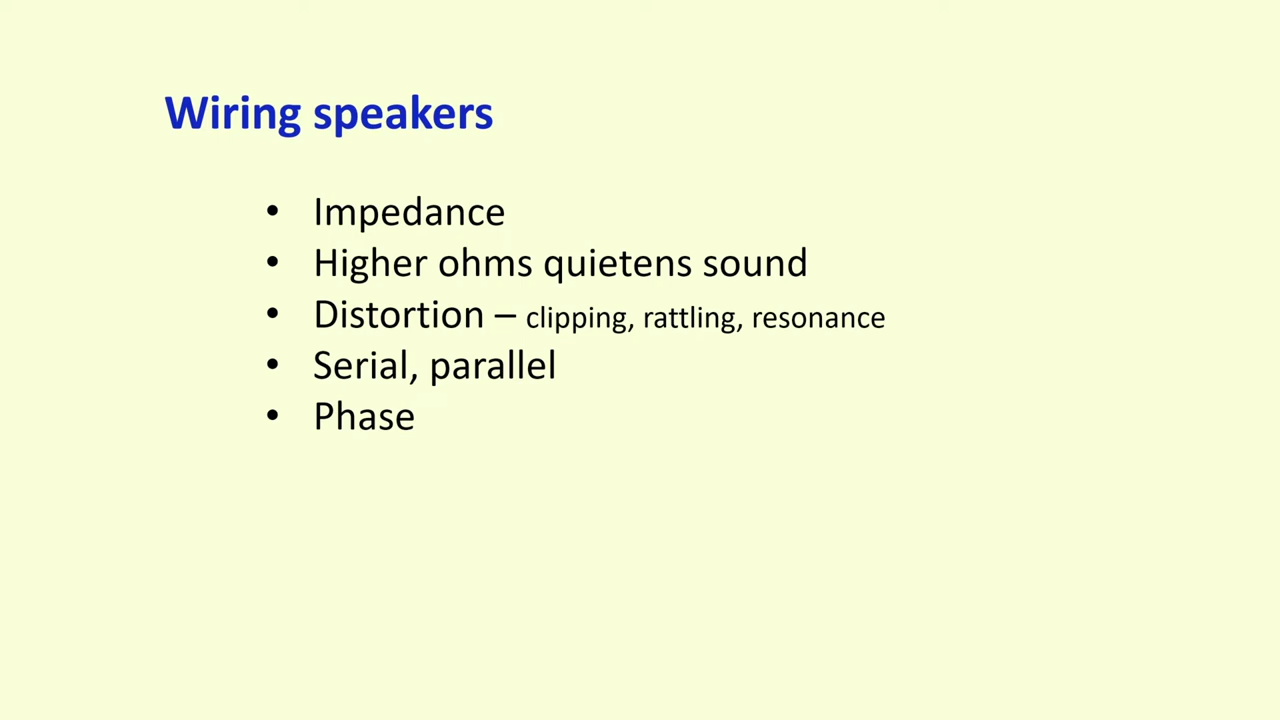 Wiring speakers
• Impedance
• Higher ohms quietens sound
• Distortion – clipping, rattling, resonance
• Serial, parallel
• Phase